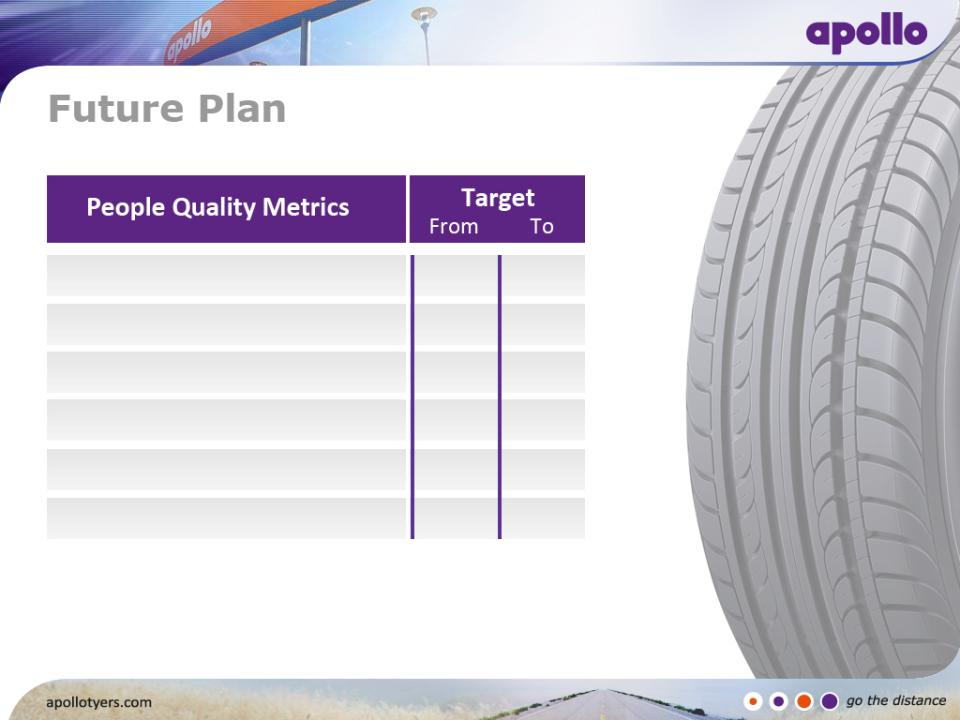 apollo
apollo
Future Plan
People Quality Metrics
Target
From To
apollotyers.com
go the distance